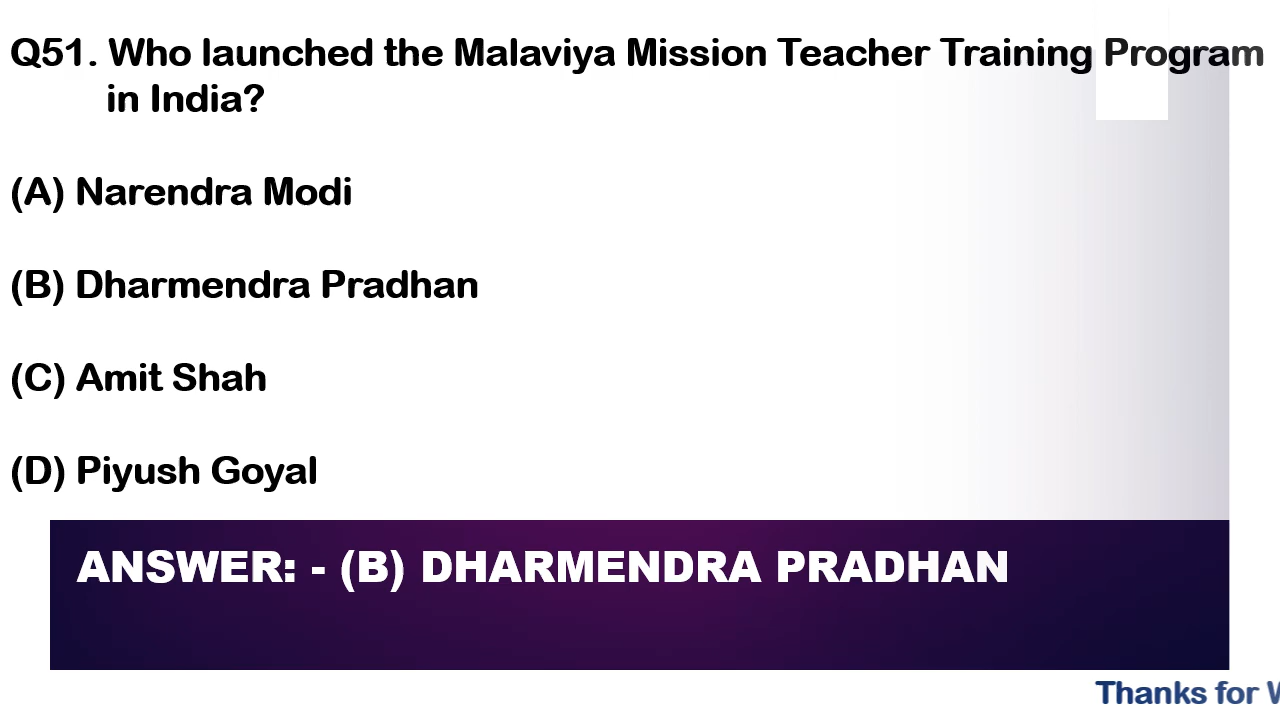 Q51. Who launched the Malaviya Mission Teacher Training Program
in India?
(A) Narendra Modi
(B) Dharmendra Pradhan
(C) Amit Shah
(D) Piyush Goyal
ANSWER: - (B) DHARMENDRA PRADHAN
Thanks for